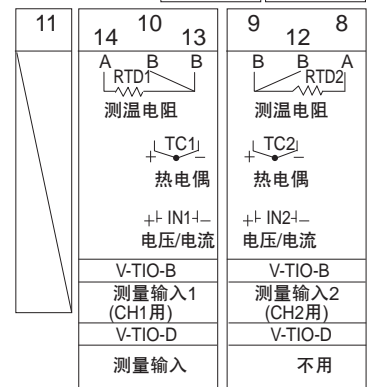 11 10 9 8
14 13 12
A B B B B A
RTD1 RTD2
测温电阻 测温电阻
TC1 TC2
+ − + −
热电偶 热电偶
+ IN1 − + IN2 −
电压/电流 电压/电流
V-TIO-B V-TIO-B
测量输入1 测量输入2
(CH1用) (CH2用)
V-TIO-D V-TIO-D
测量输入 不用